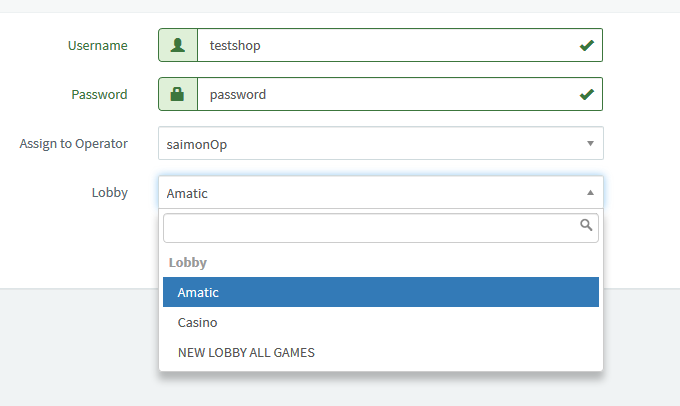 Username testshop
Password password
Assign to Operator saimonOp
Lobby Amatic
Lobby
Amatic
Casino
NEW LOBBY ALL GAMES